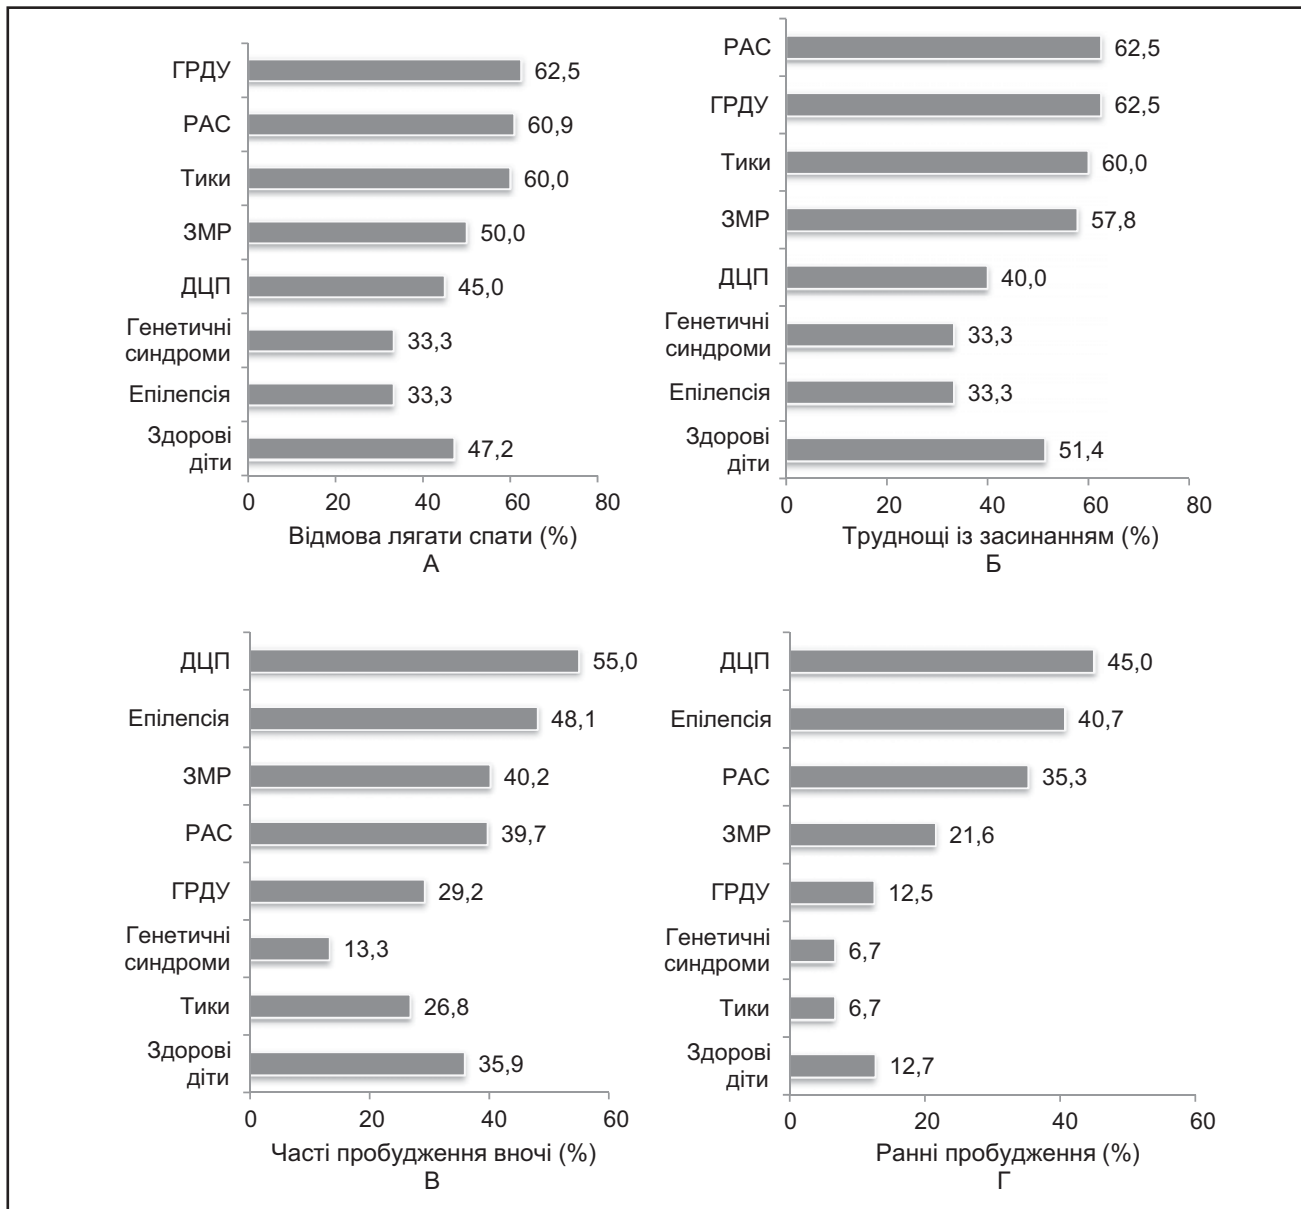 ГРДУ
62,5
РАС
60,9
Тики
60,0
ЗМР
50,0
ДЦП
45,0
Генетичні
синдроми
33,3
Епілепсія
33,3
Здорові
діти
47,2
0 20 40 60 80
Відмова лягати спати (%)
А
РАС
62,5
ГРДУ
62,5
Тики
60,0
ЗМР
57,8
ДЦП
40,0
Генетичні
синдроми
33,3
Епілепсія
33,3
Здорові
діти
51,4
0 20 40 60 80
Труднощі із засинанням (%)
Б
ДЦП
55,0
Епілепсія
48,1
ЗМР
40,2
РАС
39,7
ГРДУ
29,2
Генетичні
синдроми
13,3
Тики
26,8
Здорові
діти
35,9
0 20 40 60
Часті пробудження вночі (%)
В
ДЦП
45,0
Епілепсія
40,7
РАС
35,3
ЗМР
21,6
ГРДУ
12,5
Генетичні
синдроми
6,7
Тики
6,7
Здорові
діти
12,7
0 20 40 60
Ранні пробудження (%)
Г